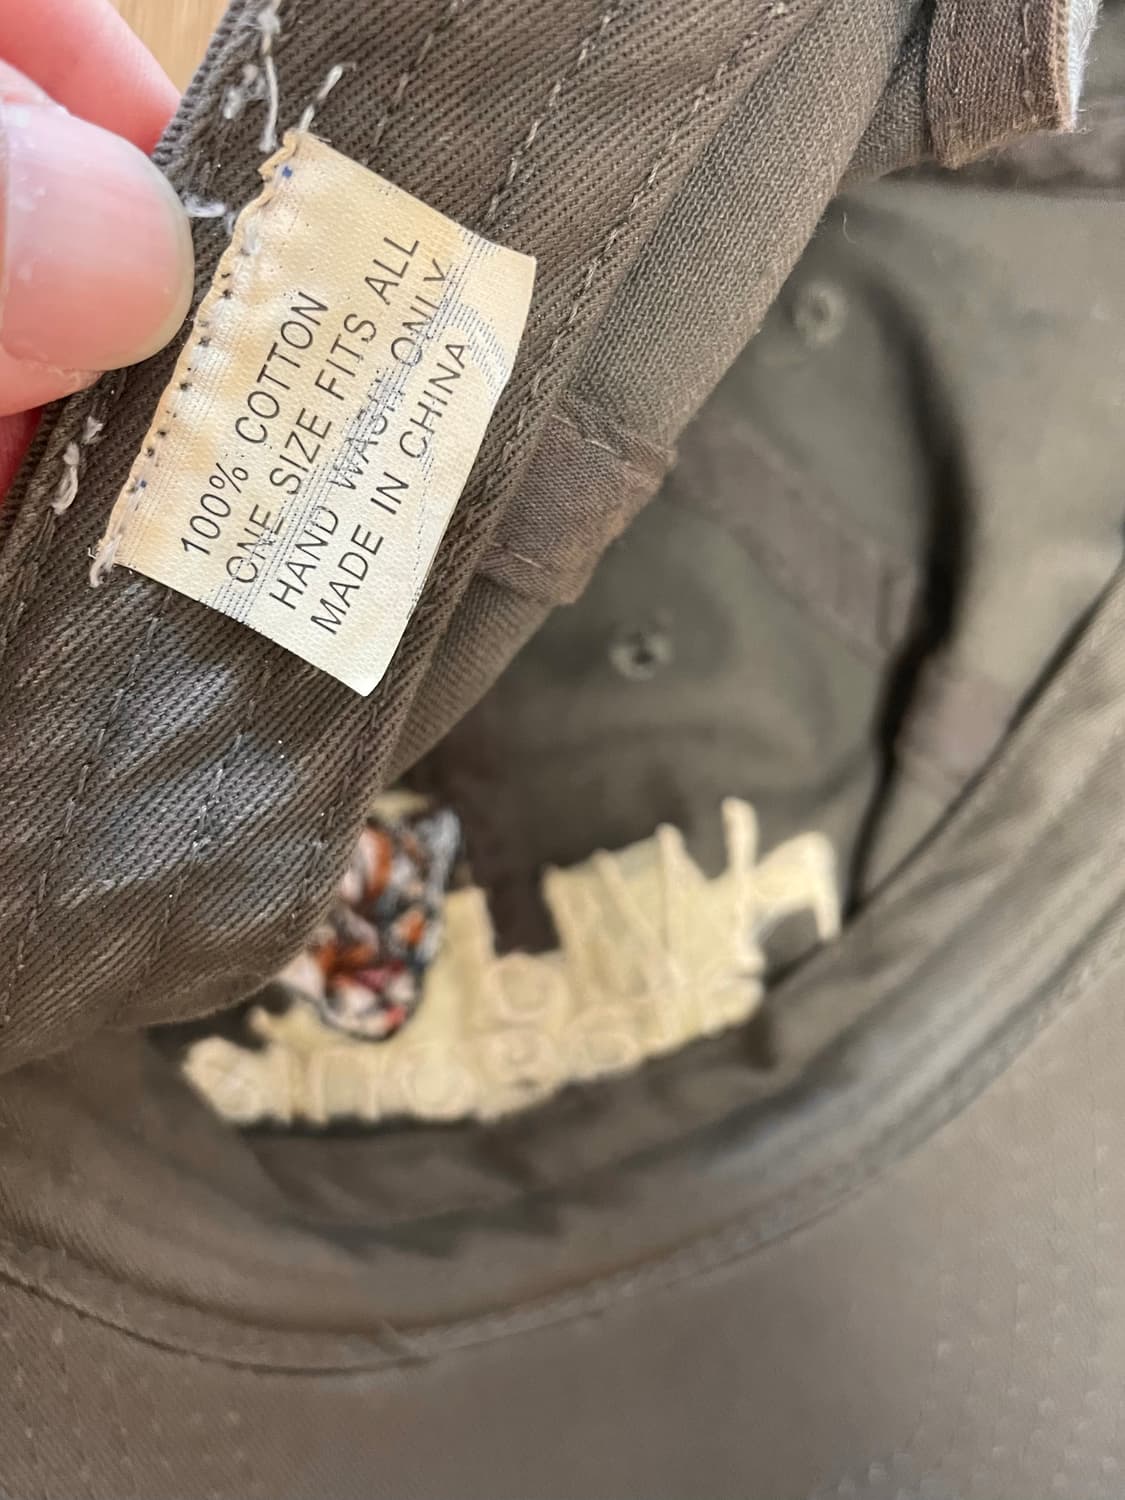 100% COTTON
ONE SIZE FITS ALL
HAND WASH ONLY
MADE IN CHINA